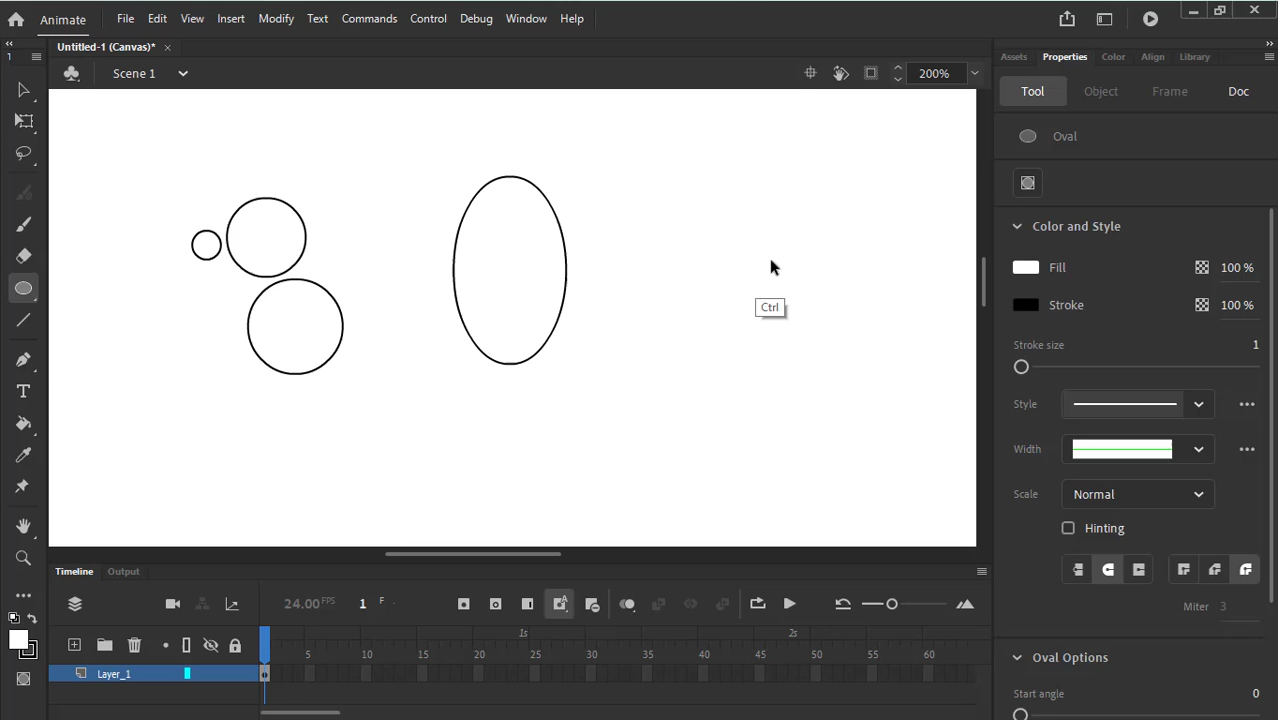 Animate File Edit View Insert Modify Text Commands Control Debug Window Help
Untitled-1 (Canvas)*
1
Assets Properties Color Align Library
Scene 1 200%
Tool Object Frame Doc
Oval
Color and Style
Fill 100 %
Ctrl
Stroke 100 %
Stroke size 1
Style
Width
Scale Normal
Hinting
Timeline Output
24.00 FPS 1 F
Miter 3
1s 2s
5 10 15 20 25 30 35 40 45 50 55 60
Layer_1
Oval Options
Start angle 0